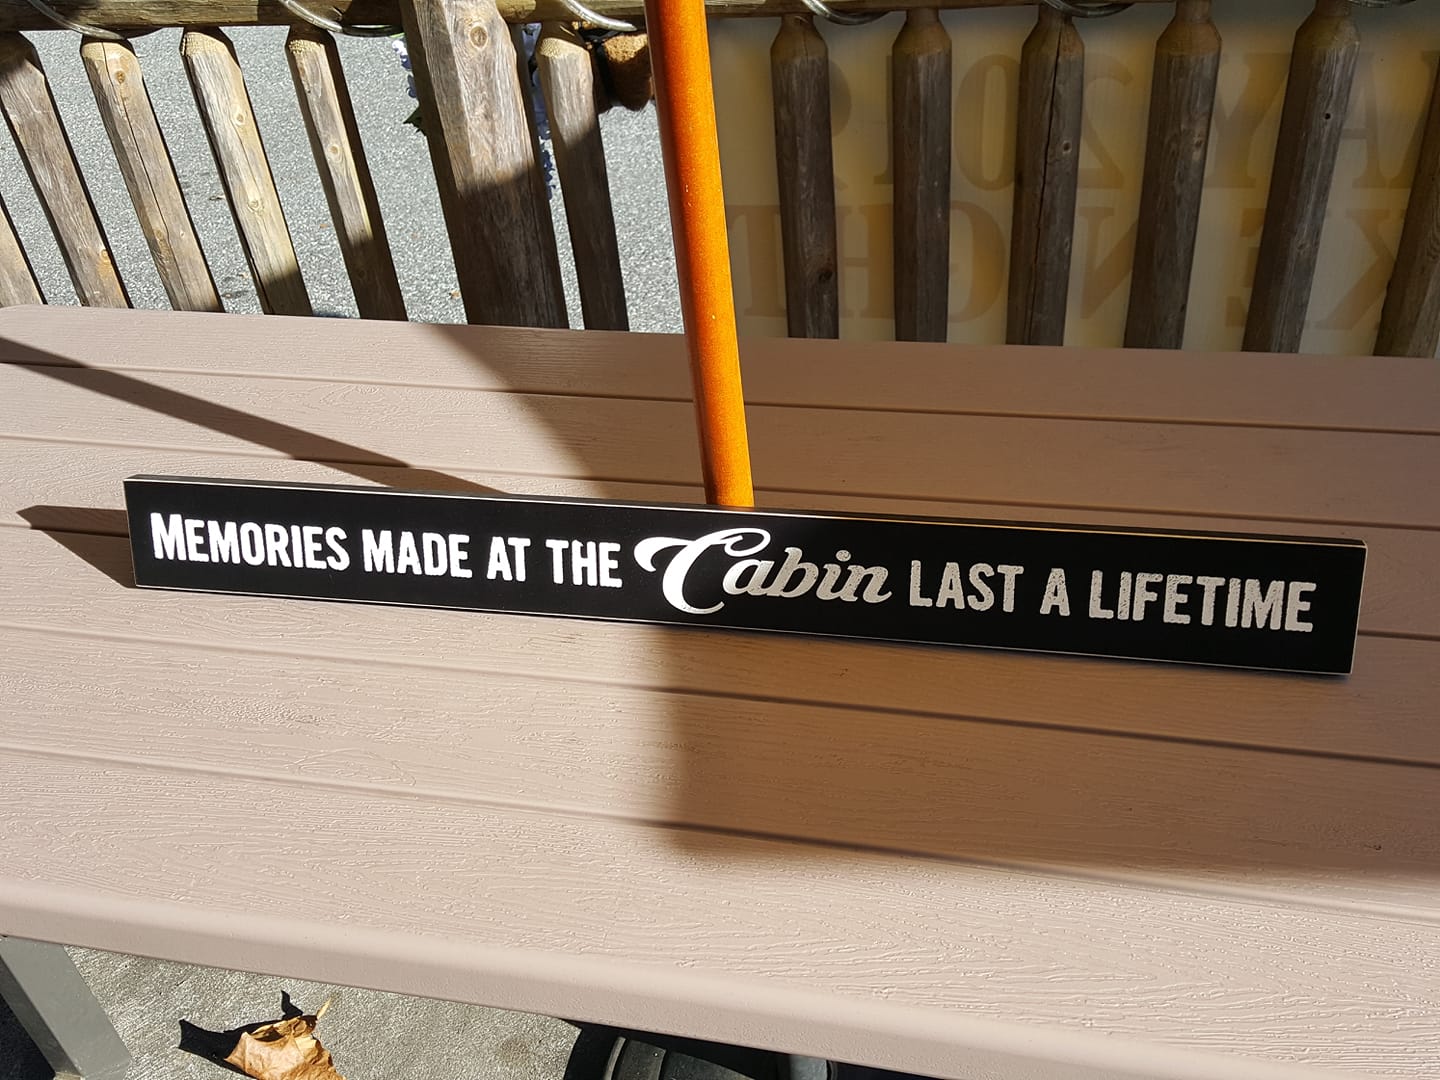 MEMORIES MADE AT THE Cabin LAST A LIFETIME